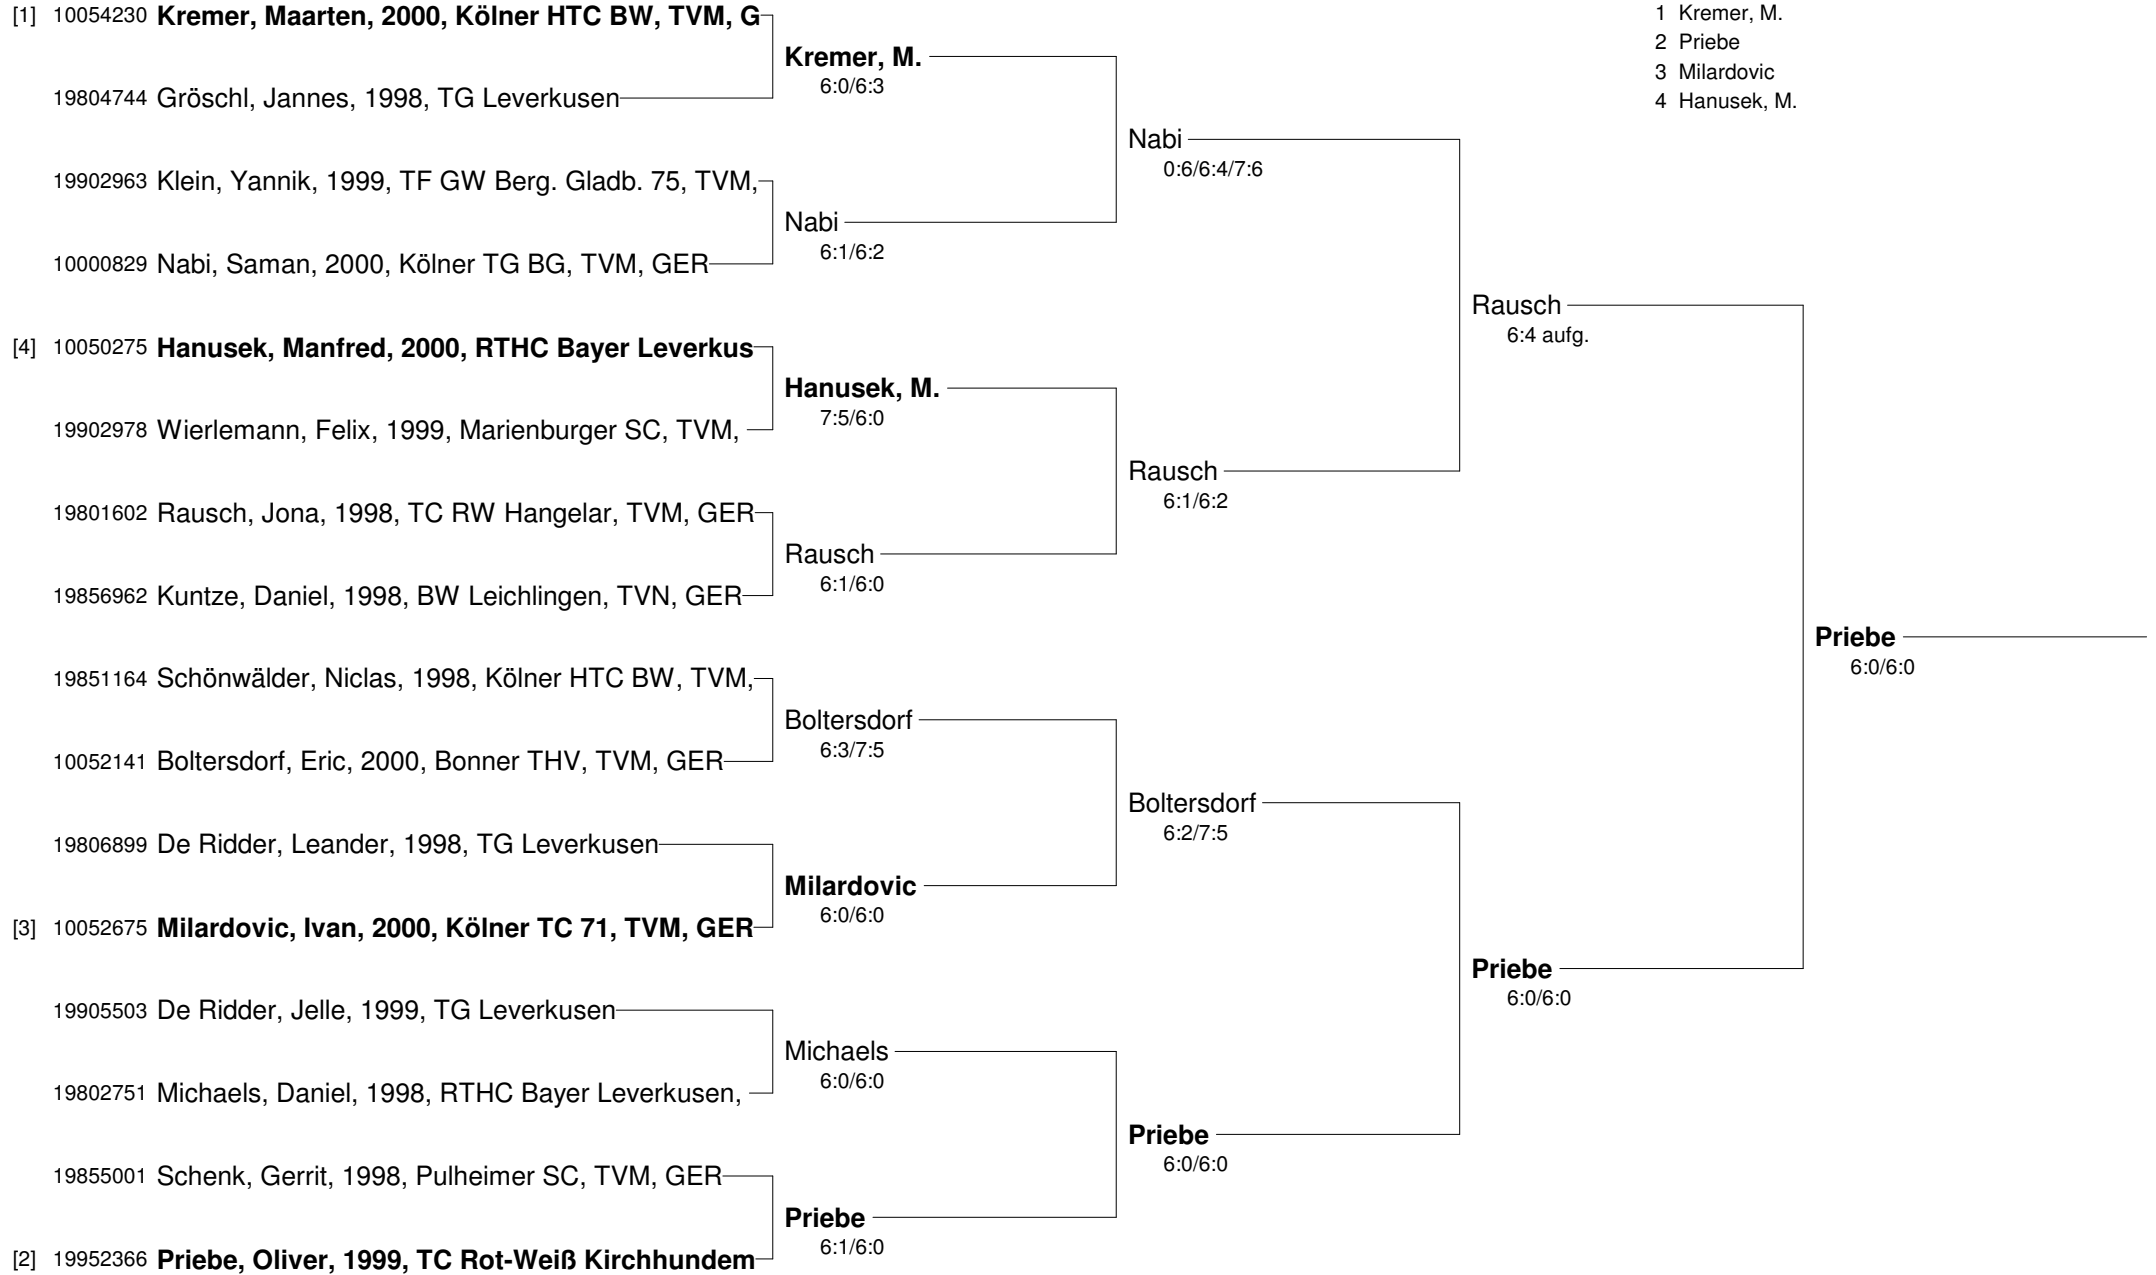 [1] 10054230 Kremer, Maarten, 2000, Kölner HTC BW, TVM, G
1 Kremer, M.
2 Priebe
3 Milardovic
4 Hanusek, M.
Kremer, M.
6:0/6:3
19804744 Gröschl, Jannes, 1998, TG Leverkusen
Nabi
0:6/6:4/7:6
19902963 Klein, Yannik, 1999, TF GW Berg. Gladb. 75, TVM,
Nabi
6:1/6:2
10000829 Nabi, Saman, 2000, Kölner TG BG, TVM, GER
Rausch
6:4 aufg.
[4] 10050275 Hanusek, Manfred, 2000, RTHC Bayer Leverkus
Hanusek, M.
7:5/6:0
19902978 Wierlemann, Felix, 1999, Marienburger SC, TVM,
Rausch
6:1/6:2
19801602 Rausch, Jona, 1998, TC RW Hangelar, TVM, GER
Rausch
6:1/6:0
19856962 Kuntze, Daniel, 1998, BW Leichlingen, TVN, GER
Priebe
6:0/6:0
19851164 Schönwälder, Niclas, 1998, Kölner HTC BW, TVM,
Boltersdorf
6:3/7:5
10052141 Boltersdorf, Eric, 2000, Bonner THV, TVM, GER
Boltersdorf
6:2/7:5
19806899 De Ridder, Leander, 1998, TG Leverkusen
Milardovic
6:0/6:0
[3] 10052675 Milardovic, Ivan, 2000, Kölner TC 71, TVM, GER
Priebe
6:0/6:0
19905503 De Ridder, Jelle, 1999, TG Leverkusen
Michaels
6:0/6:0
19802751 Michaels, Daniel, 1998, RTHC Bayer Leverkusen,
Priebe
6:0/6:0
19855001 Schenk, Gerrit, 1998, Pulheimer SC, TVM, GER
Priebe
6:1/6:0
[2] 19952366 Priebe, Oliver, 1999, TC Rot-Weiß Kirchhundem